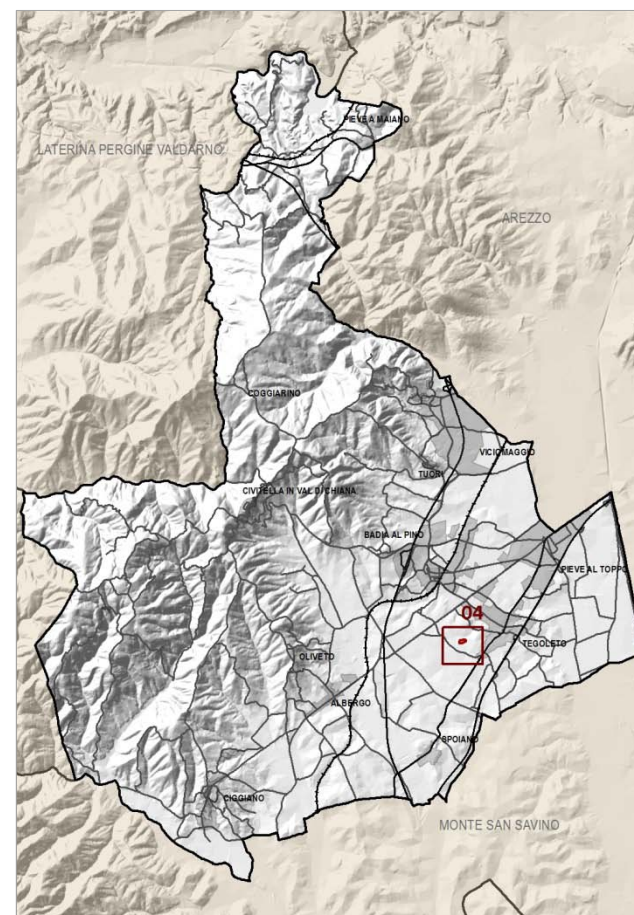 PIEVE A MAIANO
LATERINA PERGINE VALDARNO
AREZZO
COGGIARINO
VICIOMAGGIO
TUORI
CIVITELLA IN VAL DI CHIANA
BADIA AL PINO
PIEVE AL TOPPO
04
TEGOLETO
OLIVETO
ALBERGO
SPOIANO
CIGGIANO
MONTE SAN SAVINO